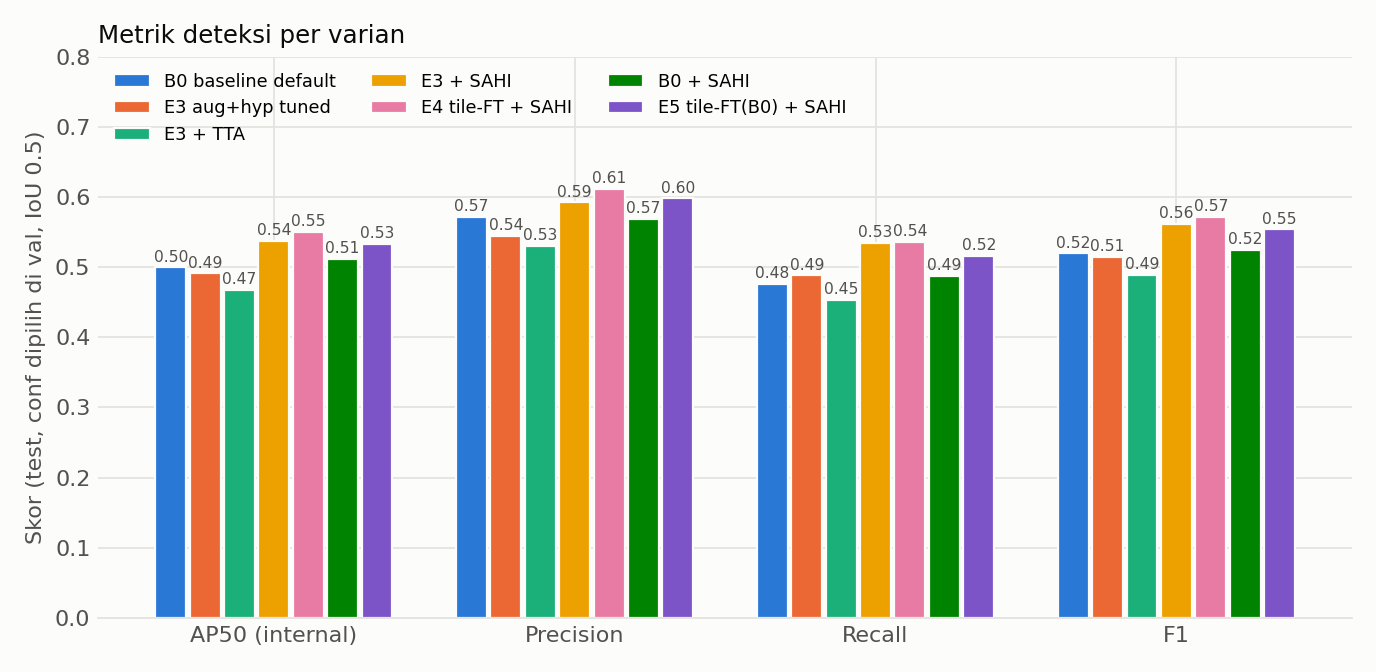 Metrik deteksi per varian
Skor (test, conf dipilih di val, IoU 0.5)
0.8
0.7
0.6
0.5
0.4
0.3
0.2
0.1
0.0
B0 baseline default
E3 aug+hyp tuned
E3 + TTA
E3 + SAHI
E4 tile-FT + SAHI
B0 + SAHI
E5 tile-FT(B0) + SAHI
0.50 0.49 0.47 0.54 0.55 0.51 0.53
0.57 0.54 0.53 0.59 0.61 0.57 0.60
0.48 0.49 0.45 0.53 0.54 0.49 0.52
0.52 0.51 0.49 0.56 0.57 0.52 0.55
AP50 (internal)
Precision
Recall
F1